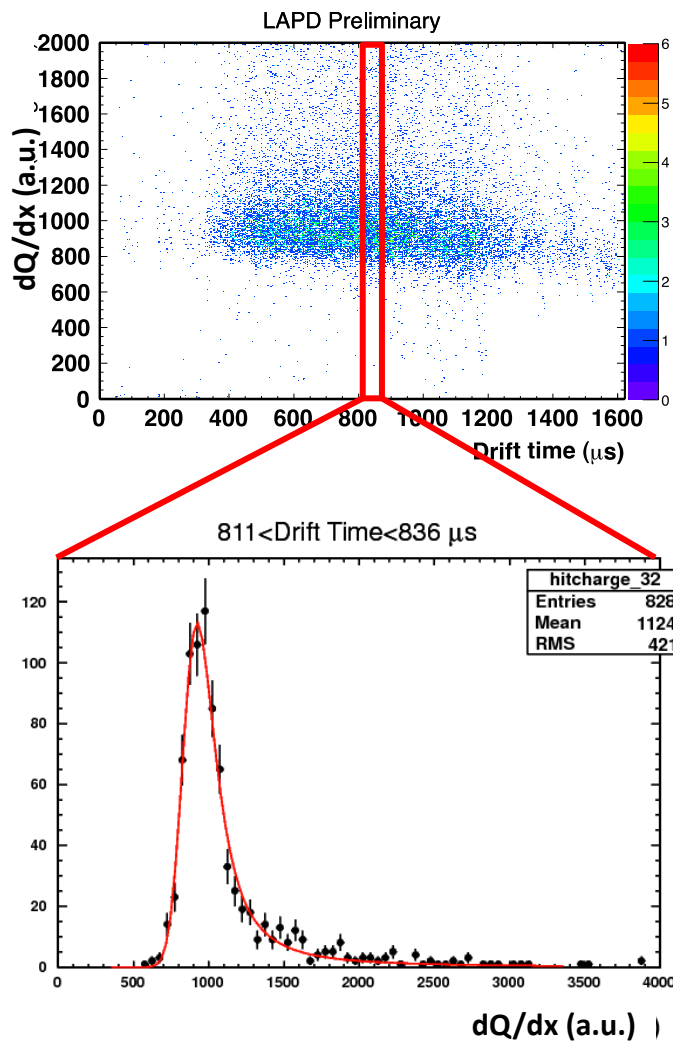 LAPD Preliminary
dQ/dx (a.u.)
2000
1800
1600
1400
1200
1000
800
600
400
200
0
0 200 400 600 800 1000 1200 1400 1600
6
5
4
3
2
1
0
Drift time (μs)
811<Drift Time<836 μs
hitcharge_32
Entries 828
Mean 1124
RMS 421
120
100
80
60
40
20
0
0 500 1000 1500 2000 2500 3000 3500 4000
dQ/dx (a.u.) )